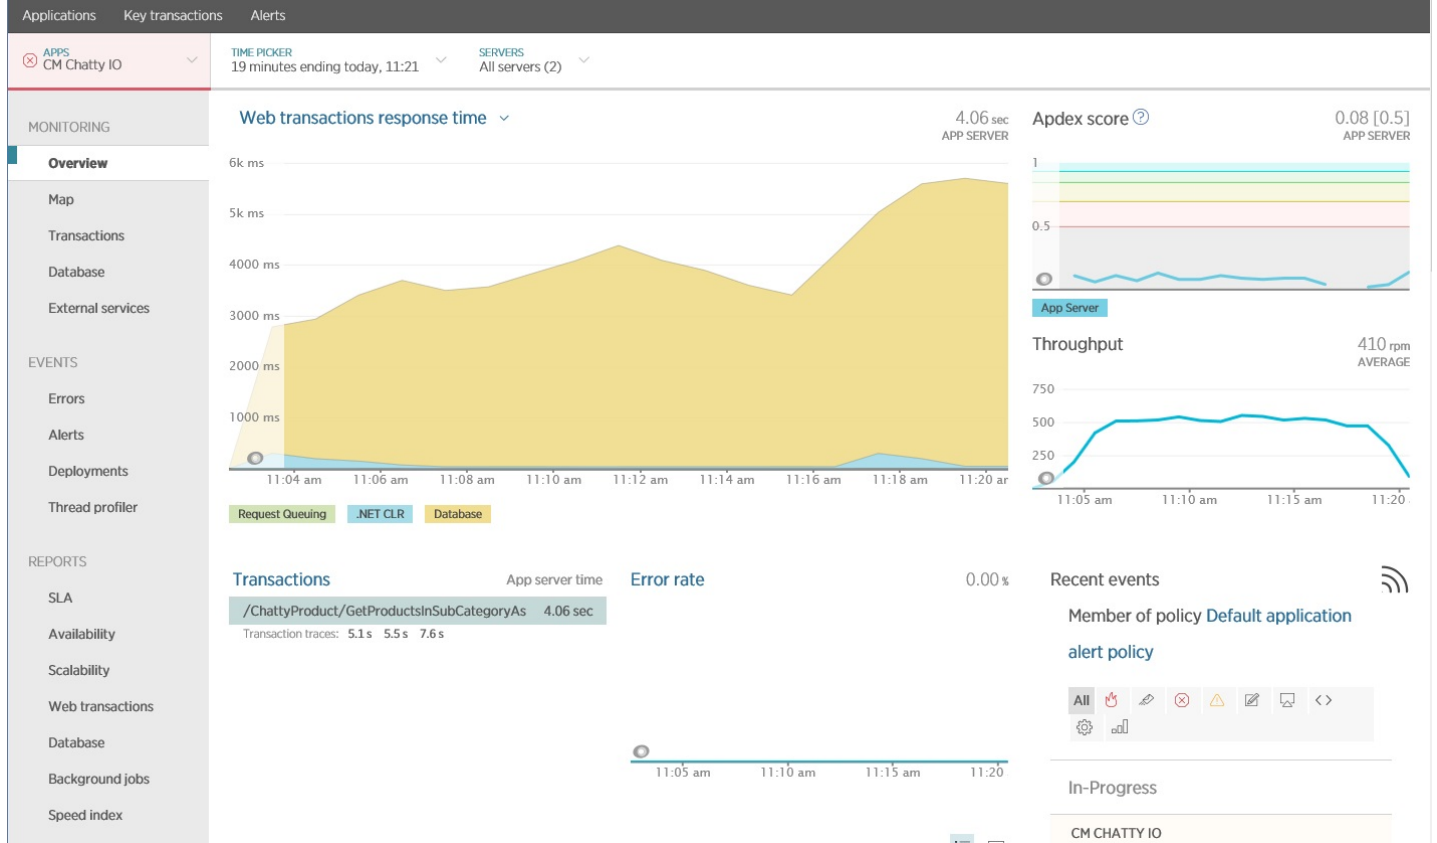 Applications Key transactions Alerts
APPS
CM Chatty IO
TIME PICKER
19 minutes ending today, 11:21
SERVERS
All servers (2)
MONITORING
Overview
Map
Transactions
Database
External services
EVENTS
Errors
Alerts
Deployments
Thread profiler
REPORTS
SLA
Availability
Scalability
Web transactions
Database
Background jobs
Speed index
Web transactions response time
4.06 sec
APP SERVER
6k ms
5k ms
4000 ms
3000 ms
2000 ms
1000 ms
11:04 am 11:06 am 11:08 am 11:10 am 11:12 am 11:14 am 11:16 am 11:18 am 11:20 ar
Request Queuing .NET CLR Database
Apdex score ?
0.08 [0.5]
APP SERVER
1
0.5
App Server
Throughput
410 rpm
AVERAGE
750
500
250
11:05 am 11:10 am 11:15 am 11:20
Transactions App server time
/ChattyProduct/GetProductsInSubCategoryAs 4.06 sec
Transaction traces: 5.1 s 5.5 s 7.6 s
Error rate 0.00 %
11:05 am 11:10 am 11:15 am 11:20
Recent events
Member of policy Default application
alert policy
All
In-Progress
CM CHATTY IO